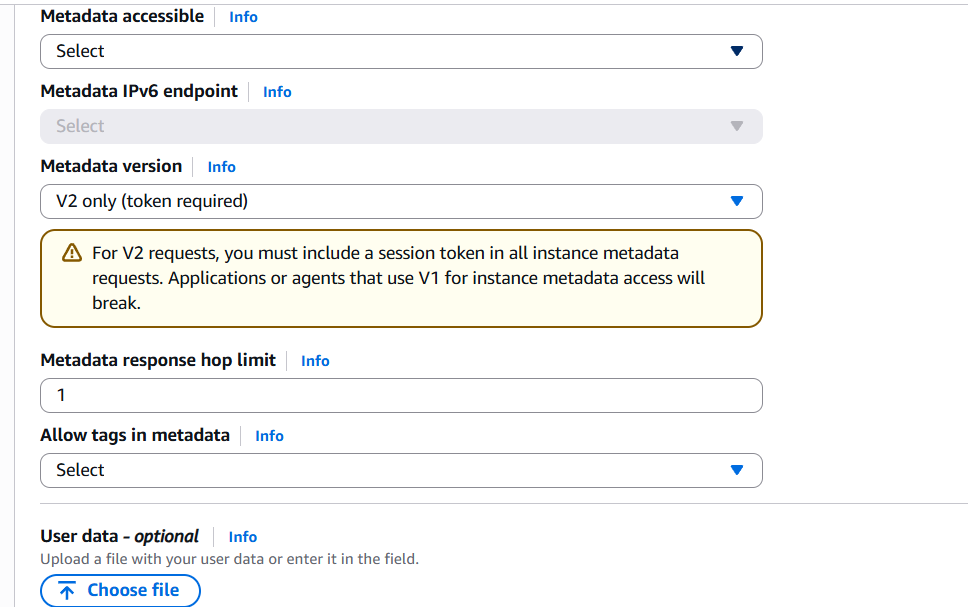 Metadata accessible Info
Select
Metadata IPv6 endpoint Info
Select
Metadata version Info
V2 only (token required)
For V2 requests, you must include a session token in all instance metadata
requests. Applications or agents that use V1 for instance metadata access will
break.
Metadata response hop limit Info
1
Allow tags in metadata Info
Select
User data - optional Info
Upload a file with your user data or enter it in the field.
Choose file